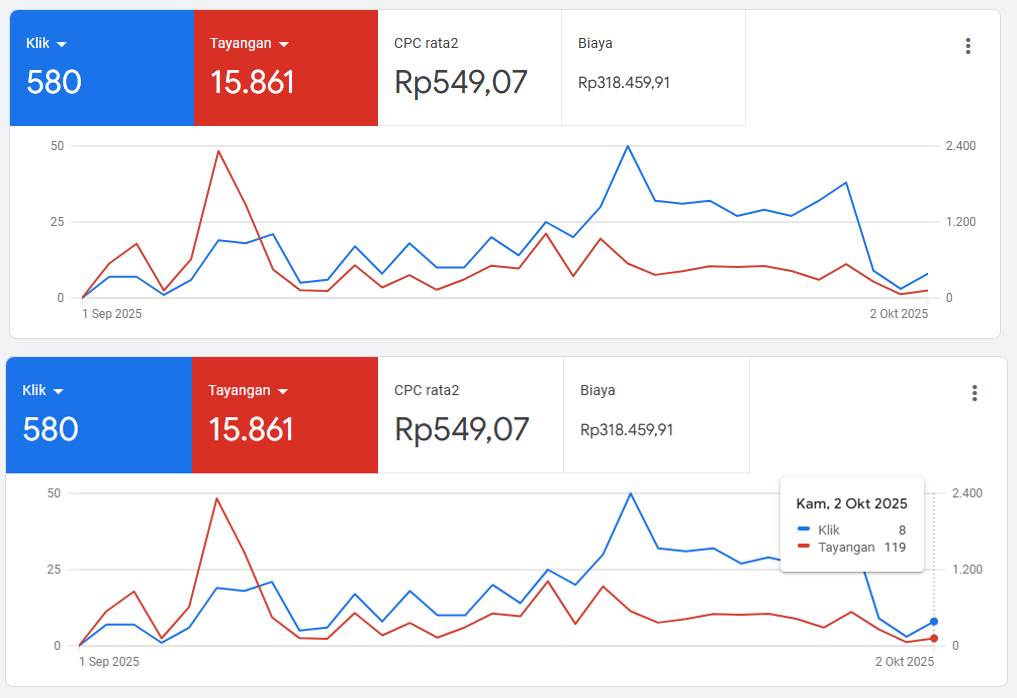 Klik Tayangan CPC rata2 Biaya
580 15.861 Rp549,07 Rp318.459,91
50 2.400
25 1.200
0 0
1 Sep 2025 2 Okt 2025
Klik Tayangan CPC rata2 Biaya
580 15.861 Rp549,07 Rp318.459,91
50 2.400
Kam, 2 Okt 2025
Klik 8
Tayangan 119
25 1.200
0 0
1 Sep 2025 2 Okt 2025